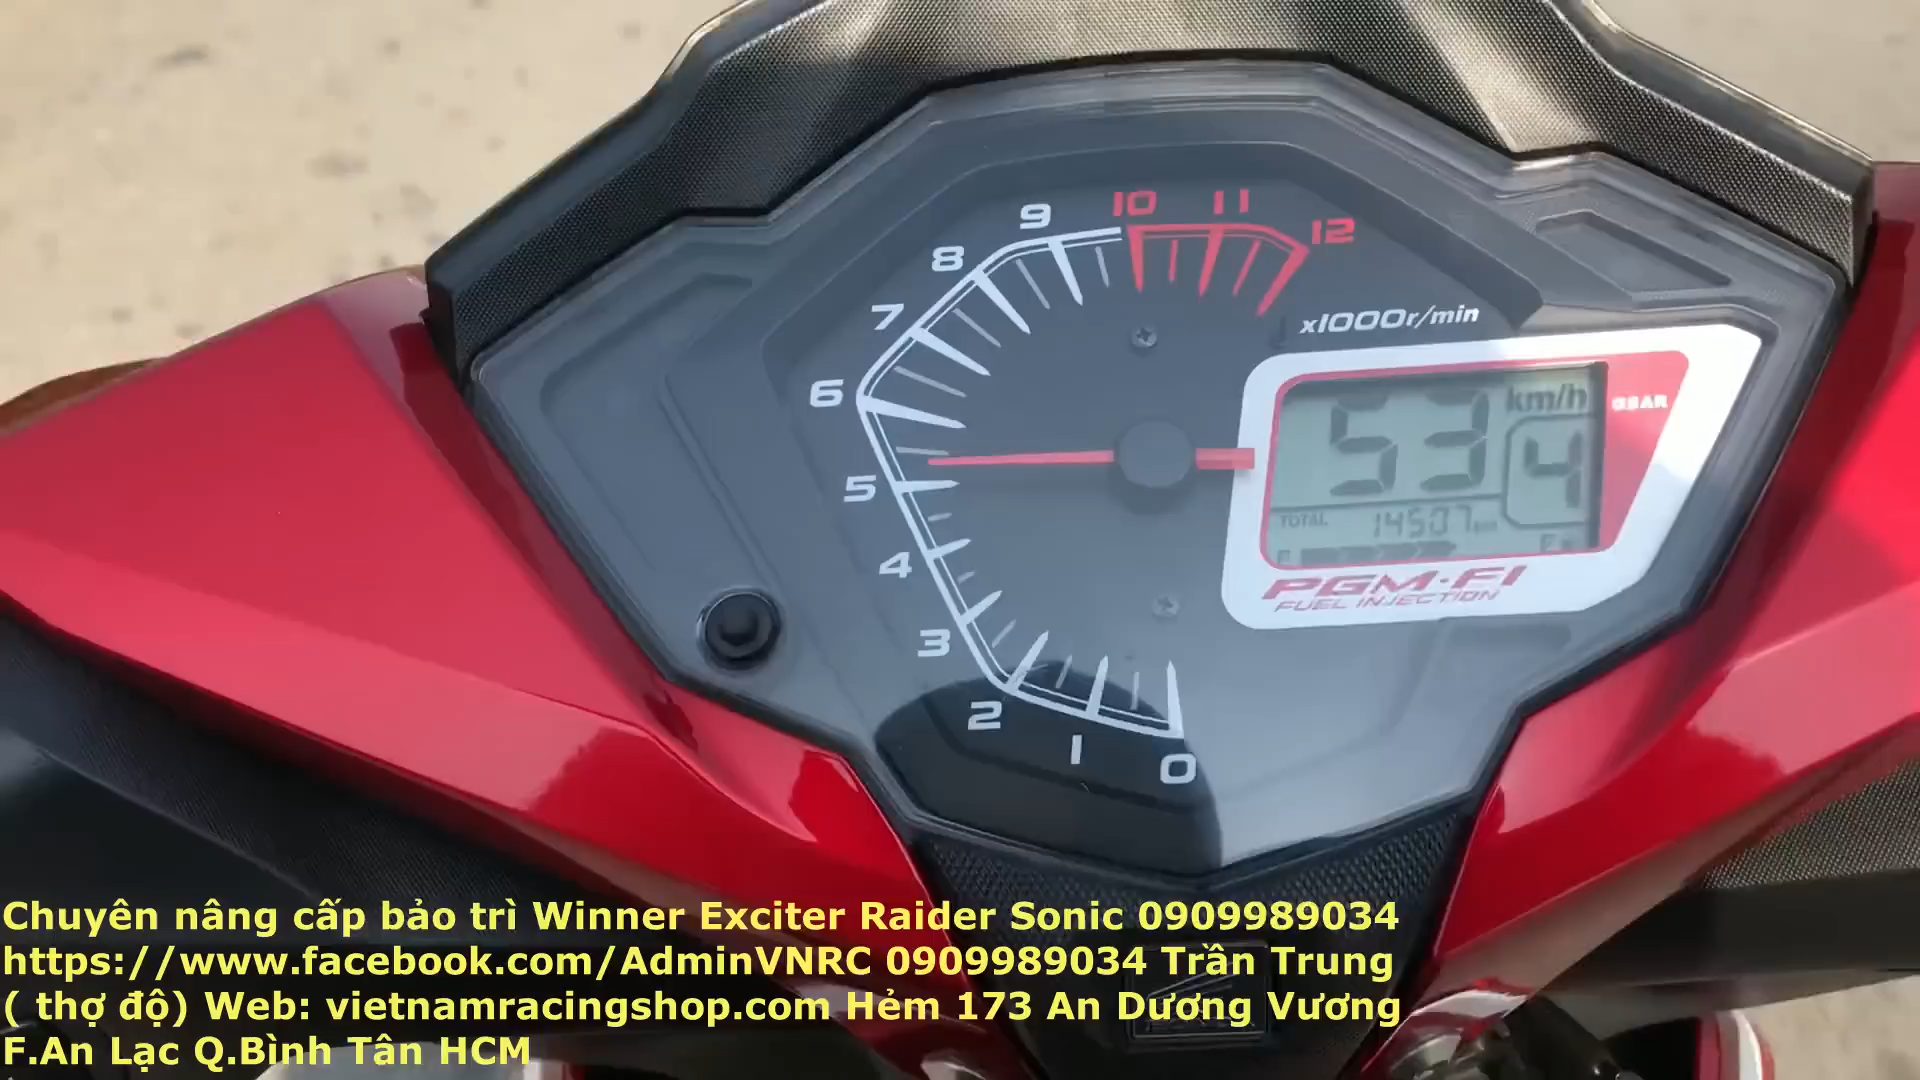 10 11
9 12
8
7
x1000r/min
6
53 km/h
GEAR
5
4
TOTAL 14507 km
4
PGM-FI
FUEL INJECTION
3
2
1
0
Chuyên nâng cấp bảo trì Winner Exciter Raider Sonic 0909989034
https://www.facebook.com/AdminVNRC 0909989034 Trần Trung
( thợ độ) Web: vietnamracingshop.com Hẻm 173 An Dương Vương
F.An Lạc Q.Bình Tân HCM